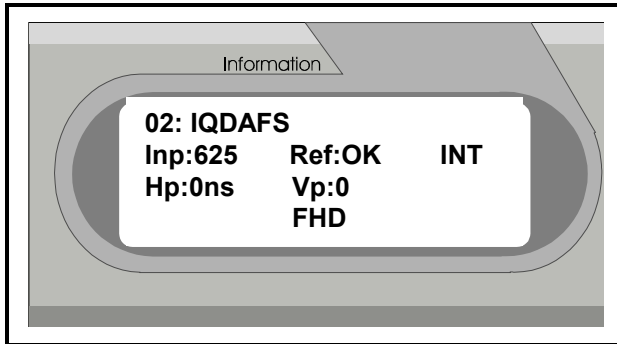 Information
02: IQDAFS
Inp:625 Ref:OK INT
Hp:0ns Vp:0
FHD